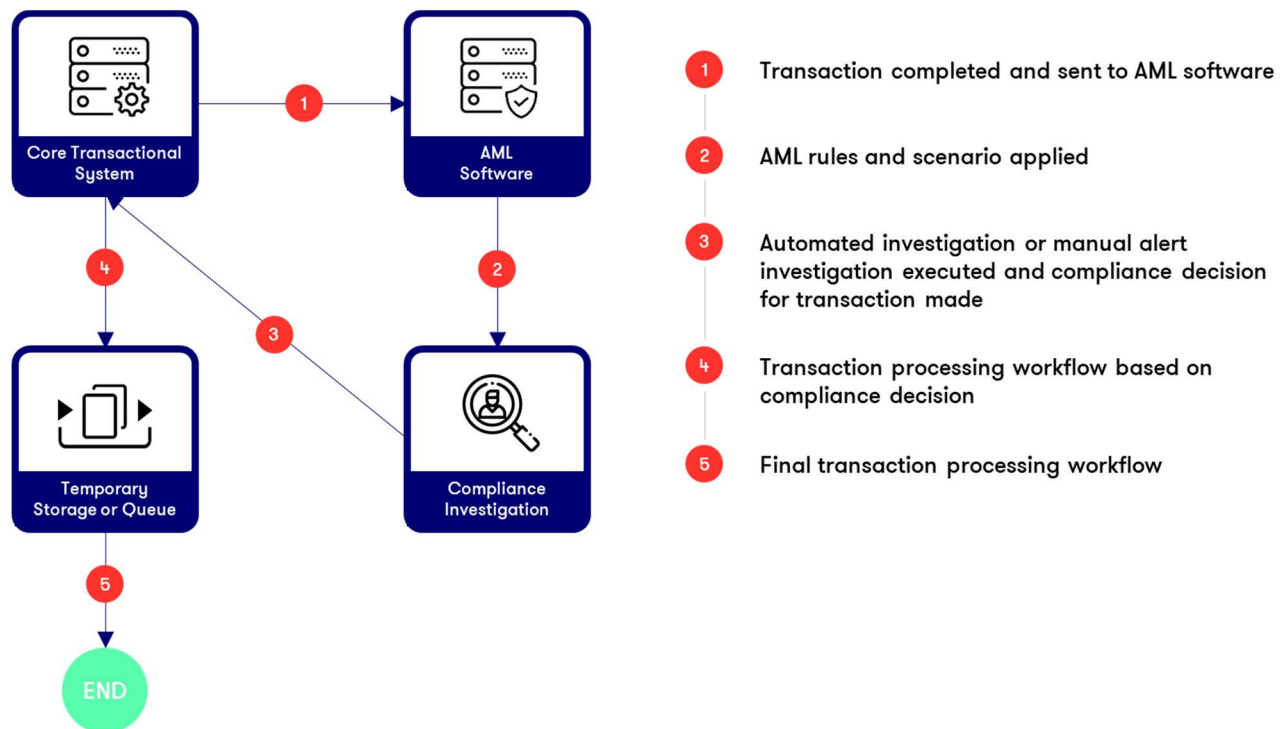 Core Transactional
System
1
AML
Software
4
2
3
Temporary
Storage or Queue
Compliance
Investigation
5
END
1
Transaction completed and sent to AML software
2
AML rules and scenario applied
3
Automated investigation or manual alert
investigation executed and compliance decision
for transaction made
4
Transaction processing workflow based on
compliance decision
5
Final transaction processing workflow